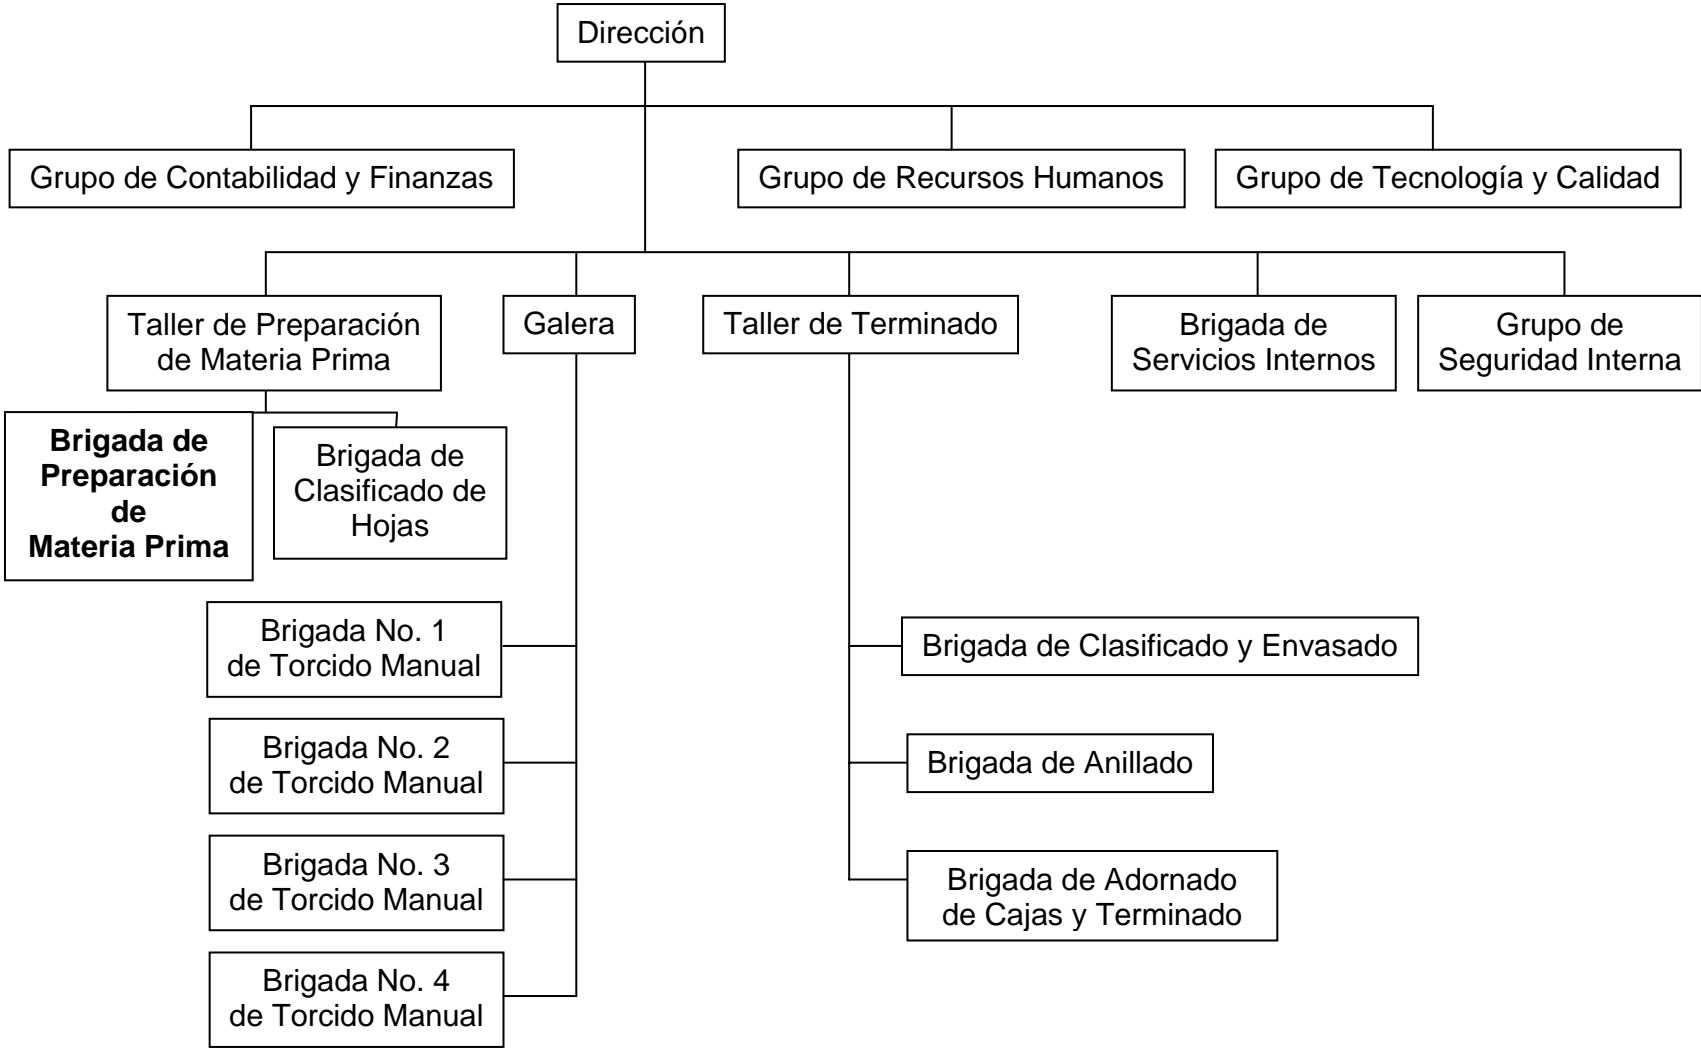 Dirección
Grupo de Contabilidad y Finanzas
Grupo de Recursos Humanos
Grupo de Tecnología y Calidad
Taller de Preparación
de Materia Prima
Galera
Taller de Terminado
Brigada de
Servicios Internos
Grupo de
Seguridad Interna
Brigada de
Preparación
de
Materia Prima
Brigada de
Clasificado de
Hojas
Brigada No. 1
de Torcido Manual
Brigada No. 2
de Torcido Manual
Brigada No. 3
de Torcido Manual
Brigada No. 4
de Torcido Manual
Brigada de Clasificado y Envasado
Brigada de Anillado
Brigada de Adornado
de Cajas y Terminado